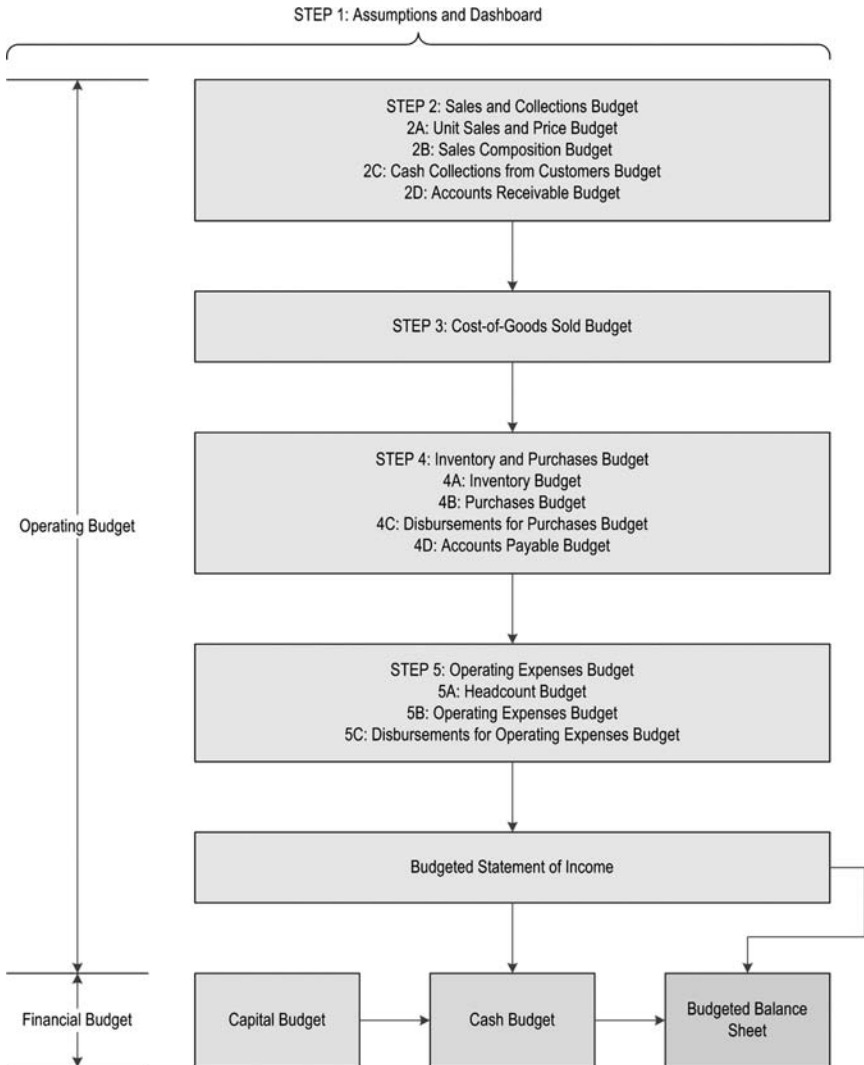 STEP 1: Assumptions and Dashboard
STEP 2: Sales and Collections Budget
2A: Unit Sales and Price Budget
2B: Sales Composition Budget
2C: Cash Collections from Customers Budget
2D: Accounts Receivable Budget
STEP 3: Cost-of-Goods Sold Budget
STEP 4: Inventory and Purchases Budget
4A: Inventory Budget
4B: Purchases Budget
4C: Disbursements for Purchases Budget
4D: Accounts Payable Budget
Operating Budget
STEP 5: Operating Expenses Budget
5A: Headcount Budget
5B: Operating Expenses Budget
5C: Disbursements for Operating Expenses Budget
Budgeted Statement of Income
Financial Budget
Capital Budget
Cash Budget
Budgeted Balance
Sheet